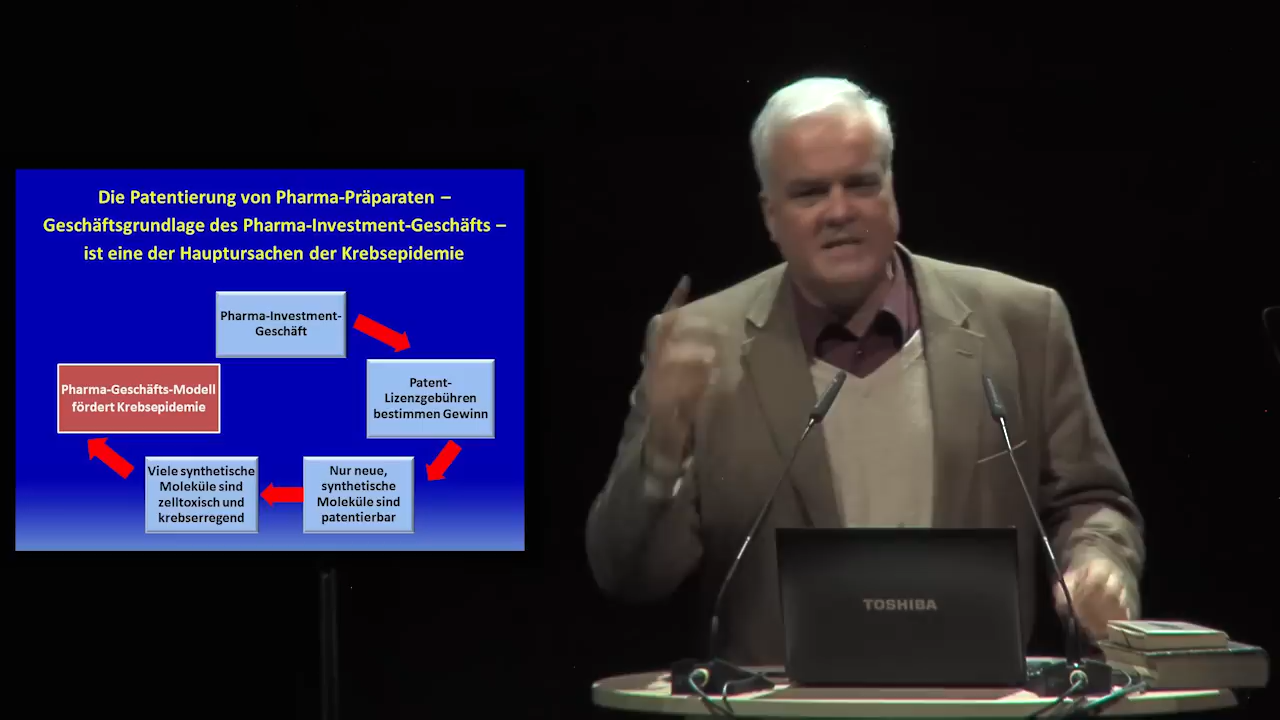 Die Patentierung von Pharma-Präparaten –
Geschäftsgrundlage des Pharma-Investment-Geschäfts –
ist eine der Hauptursachen der Krebsepidemie
Pharma-Investment-
Geschäft
Patent-
Lizenzgebühren
bestimmen Gewinn
Nur neue,
synthetische
Moleküle sind
patentierbar
Viele synthetische
Moleküle sind
zelltoxisch und
krebserregend
Pharma-Geschäfts-Modell
fördert Krebsepidemie
TOSHIBA